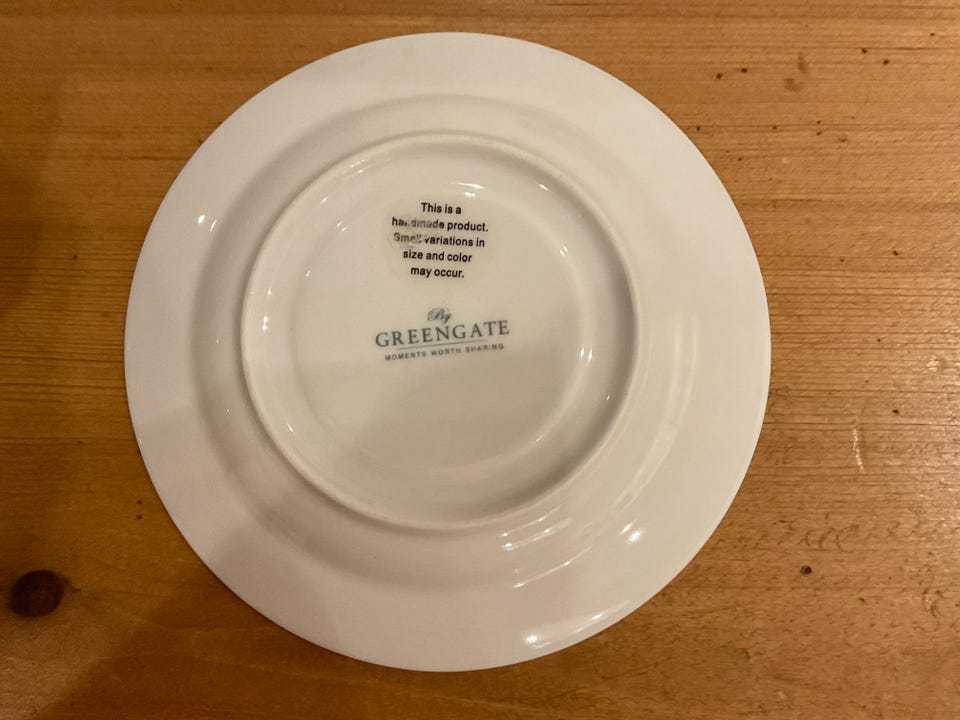 This is a
handmade product.
Small variations in
size and color
may occur.
By
GREENGATE
MOMENTS WORTH SHARING